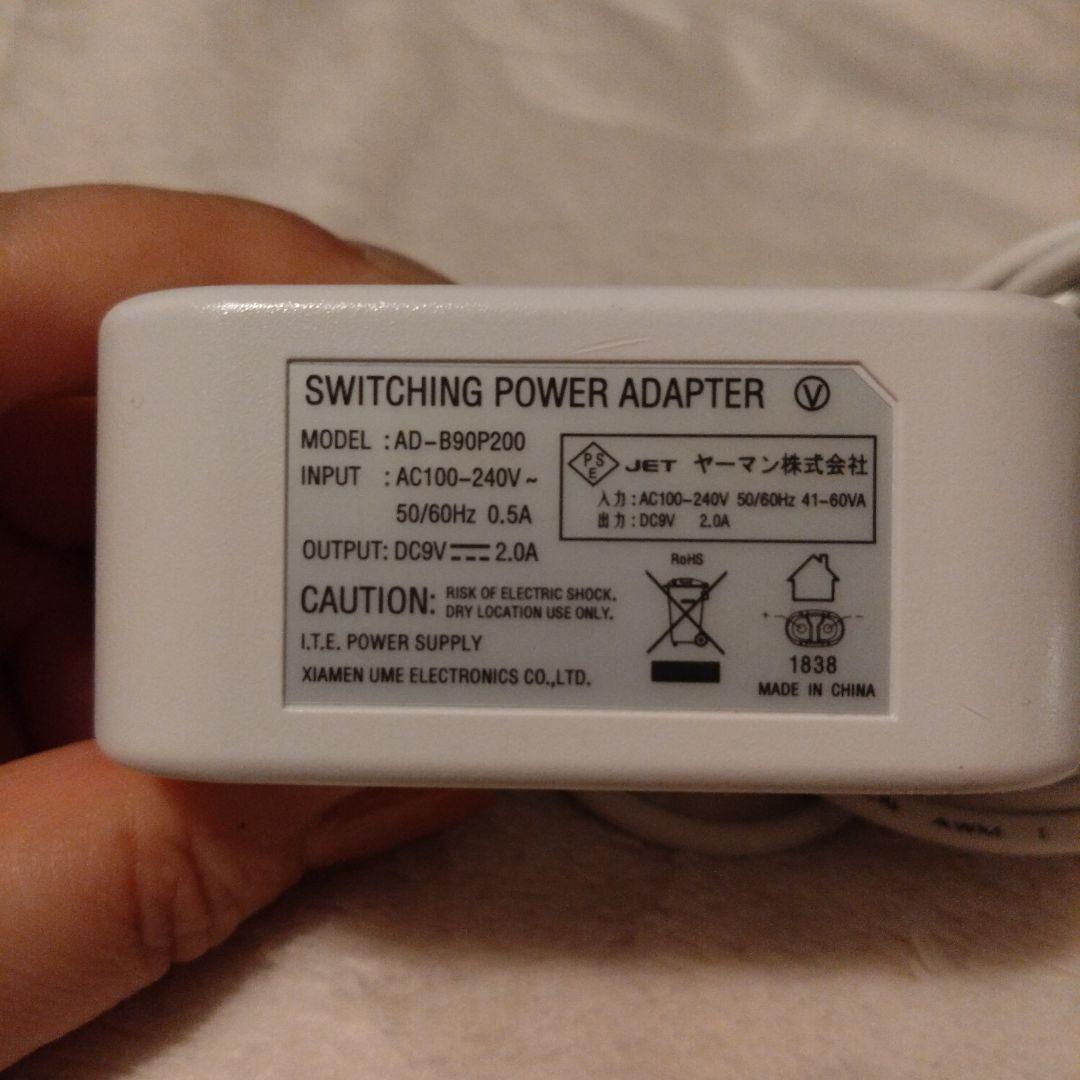 SWITCHING POWER ADAPTER Ⓥ
MODEL : AD-B90P200
INPUT : AC100-240V~
50/60Hz 0.5A
OUTPUT: DC9V⎓2.0A
PSE JET ヤーマン株式会社
入力:AC100-240V 50/60Hz 41-60VA
出力:DC9V 2.0A
CAUTION: RISK OF ELECTRIC SHOCK.
DRY LOCATION USE ONLY.
I.T.E. POWER SUPPLY
XIAMEN UME ELECTRONICS CO.,LTD.
RoHS
+ -
1838
MADE IN CHINA
AWM